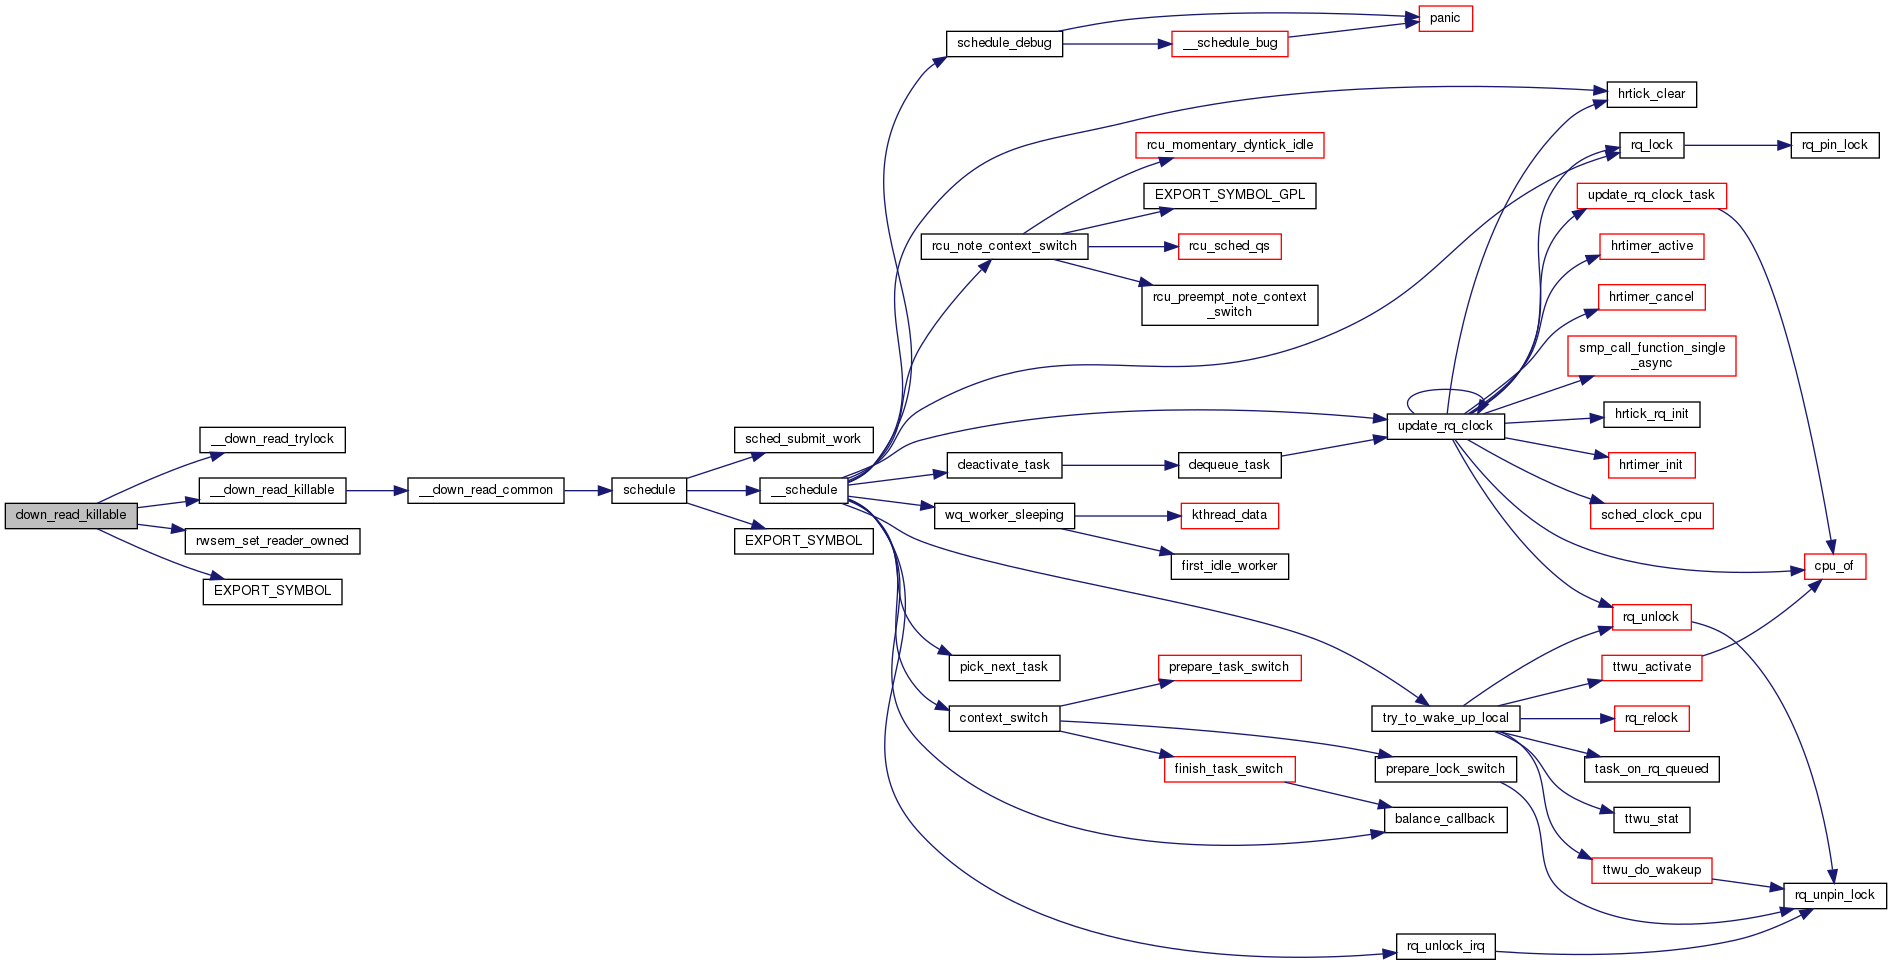 down_read_killable
__down_read_trylock
__down_read_killable
rwsem_set_reader_owned
EXPORT_SYMBOL
__down_read_common
schedule
sched_submit_work
__schedule
EXPORT_SYMBOL
schedule_debug
__schedule_bug
panic
hrtick_clear
rcu_momentary_dyntick_idle
rq_lock
rq_pin_lock
EXPORT_SYMBOL_GPL
update_rq_clock_task
rcu_note_context_switch
rcu_sched_qs
hrtimer_active
rcu_preempt_note_context
_switch
hrtimer_cancel
smp_call_function_single
_async
hrtick_rq_init
update_rq_clock
deactivate_task
dequeue_task
hrtimer_init
wq_worker_sleeping
kthread_data
sched_clock_cpu
first_idle_worker
cpu_of
rq_unlock
pick_next_task
prepare_task_switch
ttwu_activate
context_switch
try_to_wake_up_local
rq_relock
finish_task_switch
prepare_lock_switch
task_on_rq_queued
balance_callback
ttwu_stat
ttwu_do_wakeup
rq_unpin_lock
rq_unlock_irq